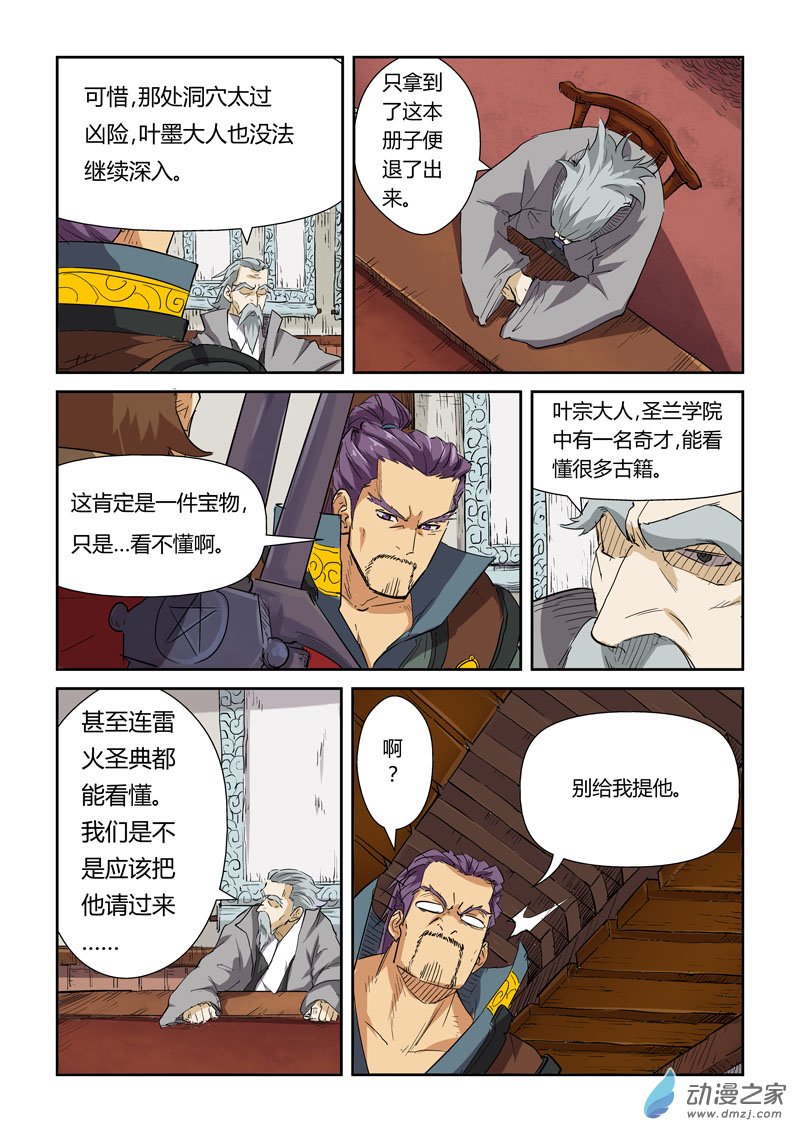 可惜，那处洞穴太过
凶险，叶墨大人也没法
继续深入。
只拿到
了这本
册子便
退了出
来。
这肯定是一件宝物，
只是…看不懂啊。
叶宗大人，圣兰学院
中有一名奇才，能看
懂很多古籍。
甚至连雷
火圣典都
能看懂。
我们是不
是应该把
他请过来
……
啊
？
别给我提他。
动漫之家
www.dmzj.com